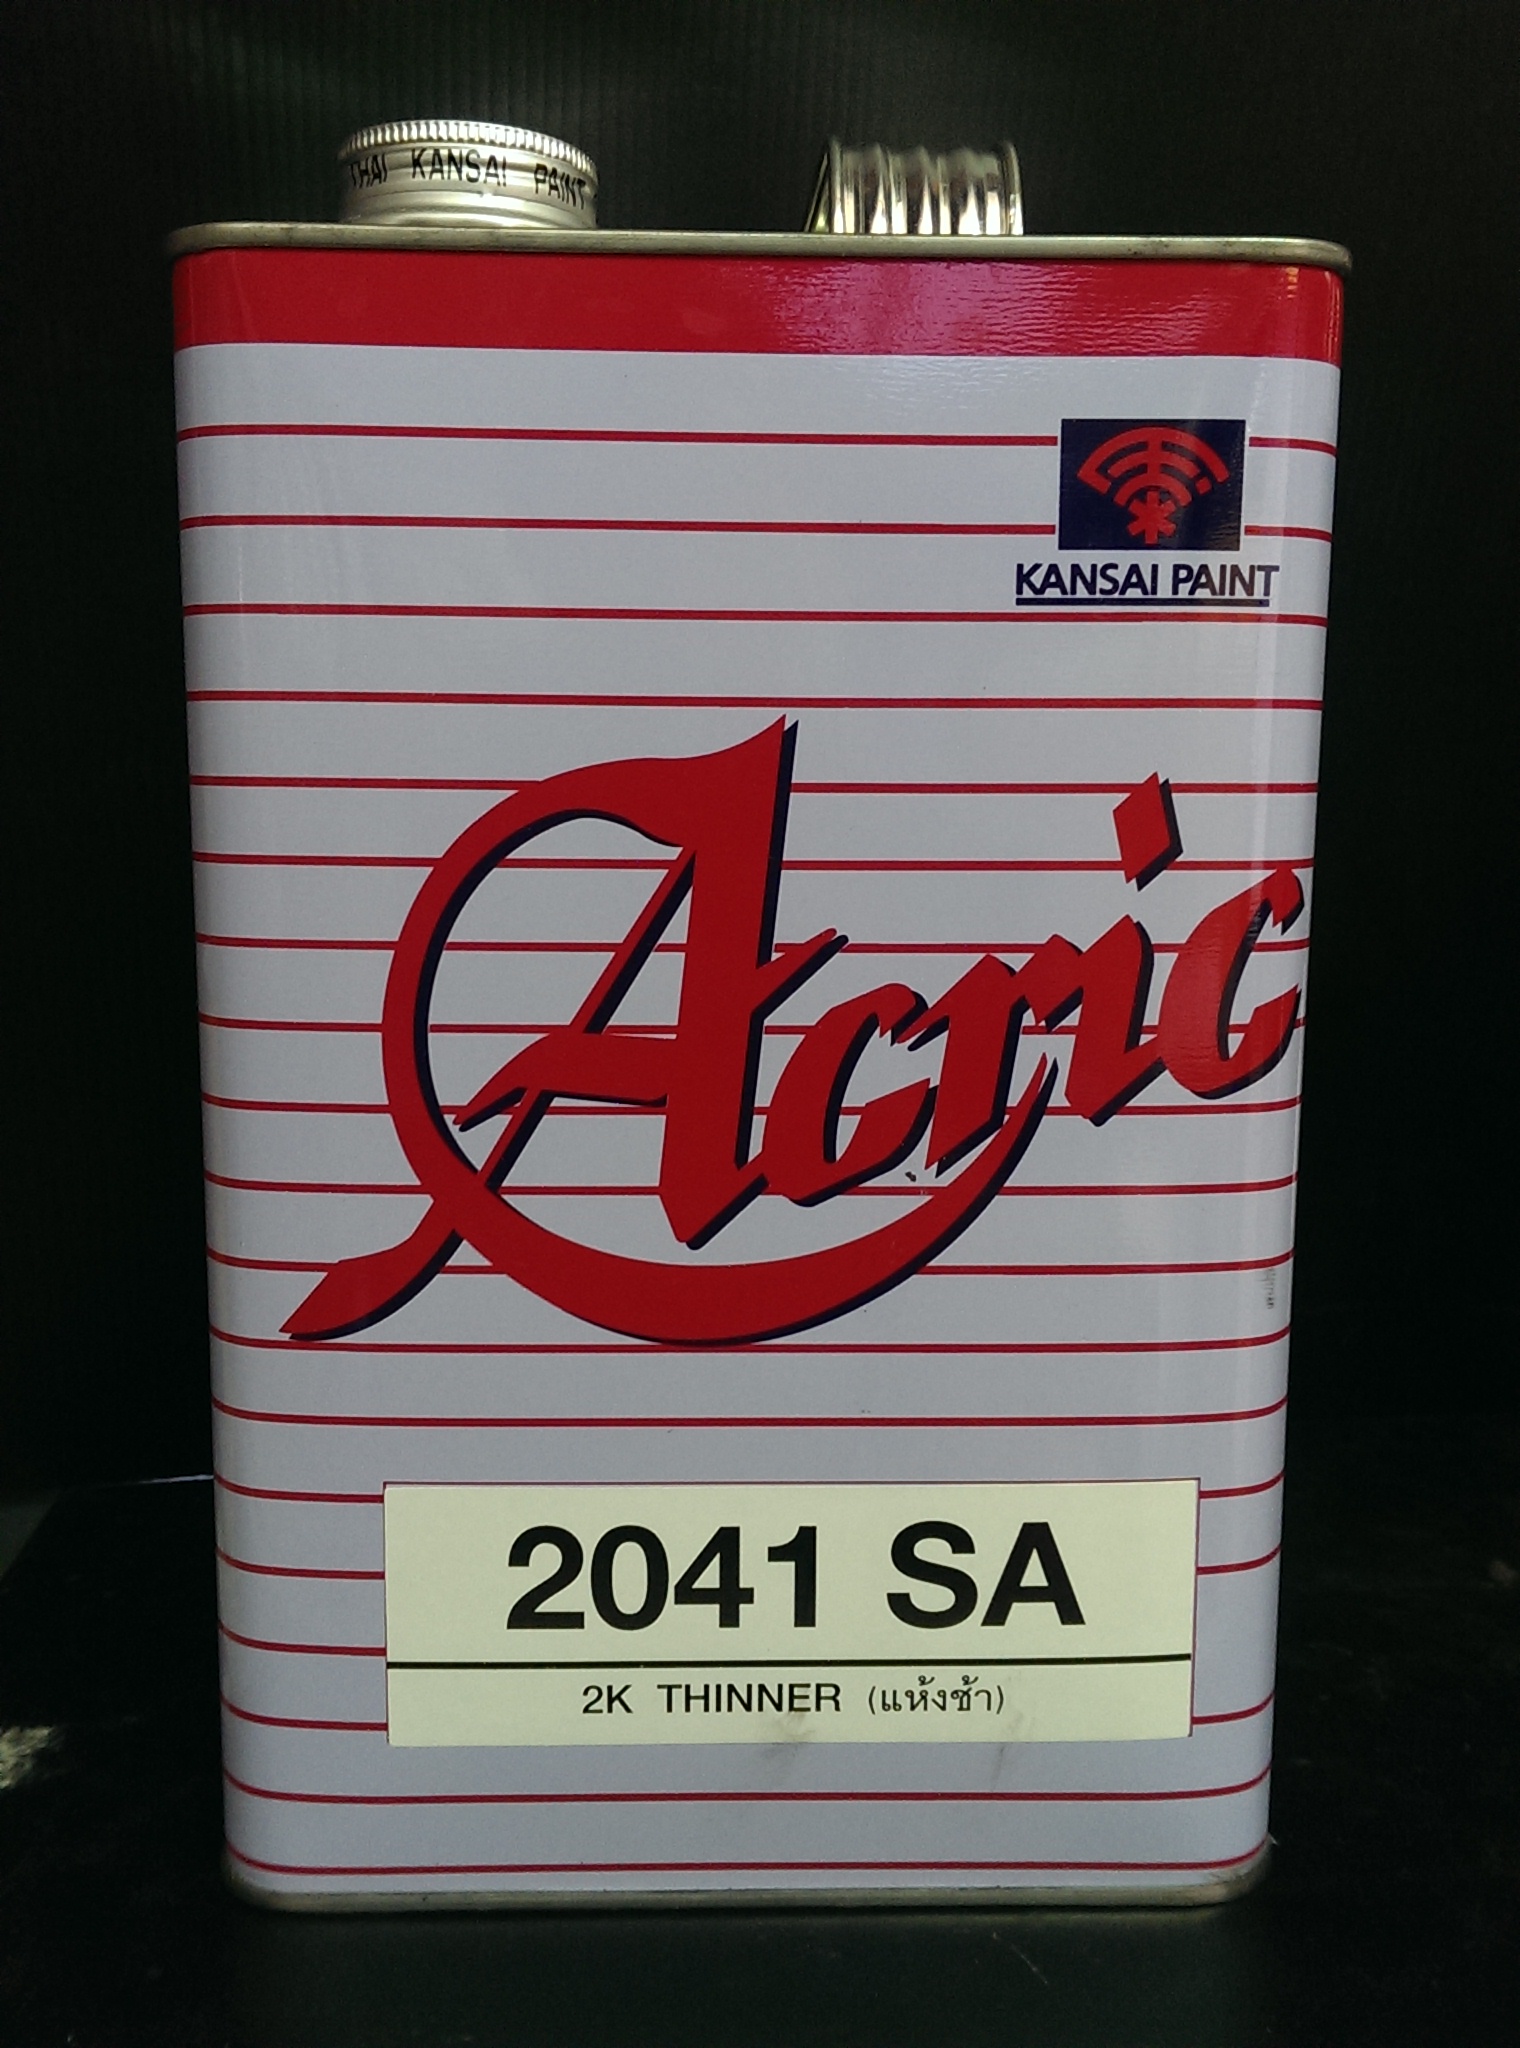 THAI KANSAI PAINT
KANSAI PAINT
Acric
2041 SA
2K THINNER (แห้งช้า)